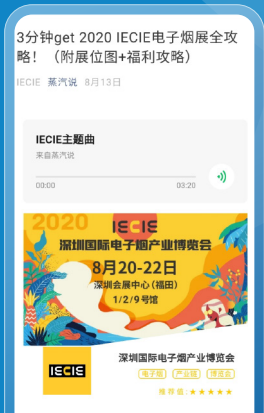 3分钟get 2020 IECIE电子烟展全攻
略！（附展位图+福利攻略）
IECIE 蒸汽说 8月13日
IECIE主题曲
来自蒸汽说
00:00 03:20
2020 IECIE
深圳国际电子烟产业博览会
8月20-22日
深圳会展中心(福田)
1/2/9号馆
IECIE
深圳国际电子烟产业博览会
电子烟 产业链 博览会
推荐低:★★★★★